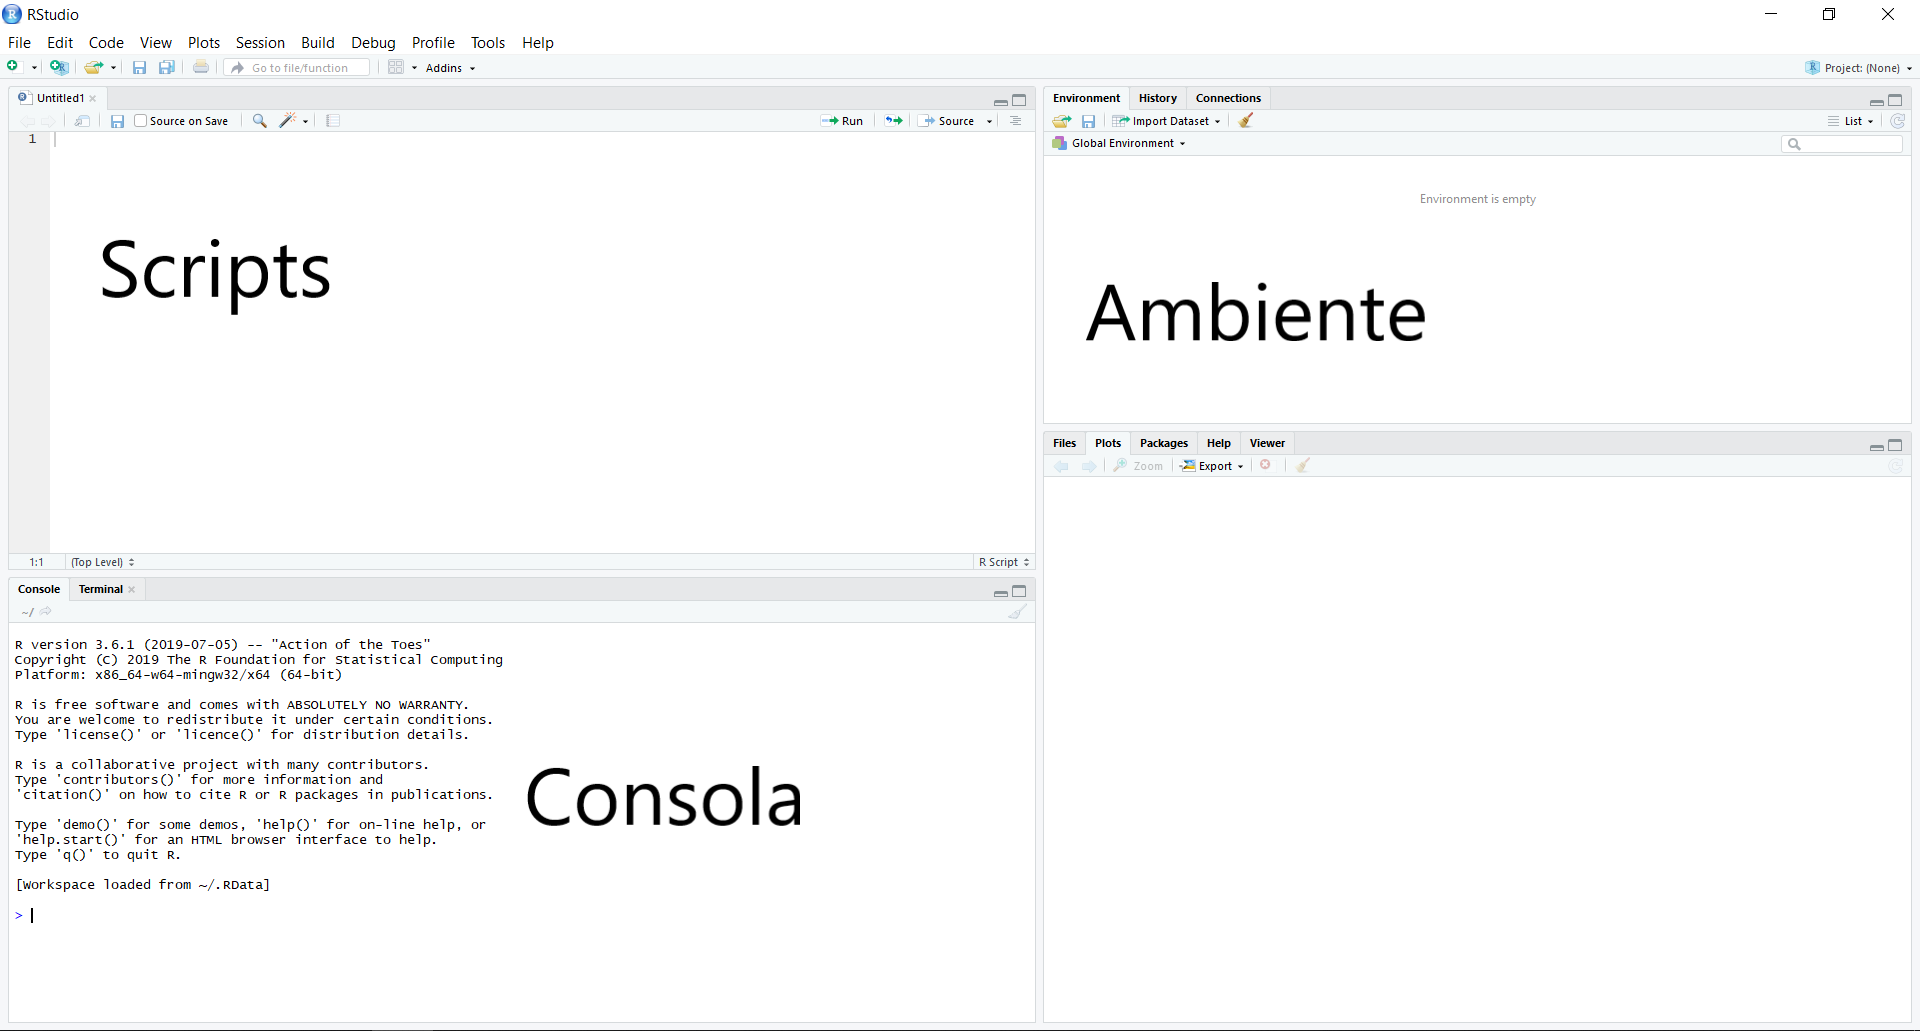 RStudio
File Edit Code View Plots Session Build Debug Profile Tools Help
Go to file/function Addins Project: (None)
Untitled1
Source on Save Run Source
1
Scripts
1:1 (Top Level) R Script
Console Terminal
~/
R version 3.6.1 (2019-07-05) -- "Action of the Toes"
Copyright (C) 2019 The R Foundation for Statistical Computing
Platform: x86_64-w64-mingw32/x64 (64-bit)
R is free software and comes with ABSOLUTELY NO WARRANTY.
You are welcome to redistribute it under certain conditions.
Type 'license()' or 'licence()' for distribution details.
R is a collaborative project with many contributors.
Type 'contributors()' for more information and
'citation()' on how to cite R or R packages in publications.
Type 'demo()' for some demos, 'help()' for on-line help, or
'help.start()' for an HTML browser interface to help.
Type 'q()' to quit R.
[Workspace loaded from ~/.RData]
>
Consola
Environment History Connections
Import Dataset List
Global Environment
Environment is empty
Ambiente
Files Plots Packages Help Viewer
Zoom Export